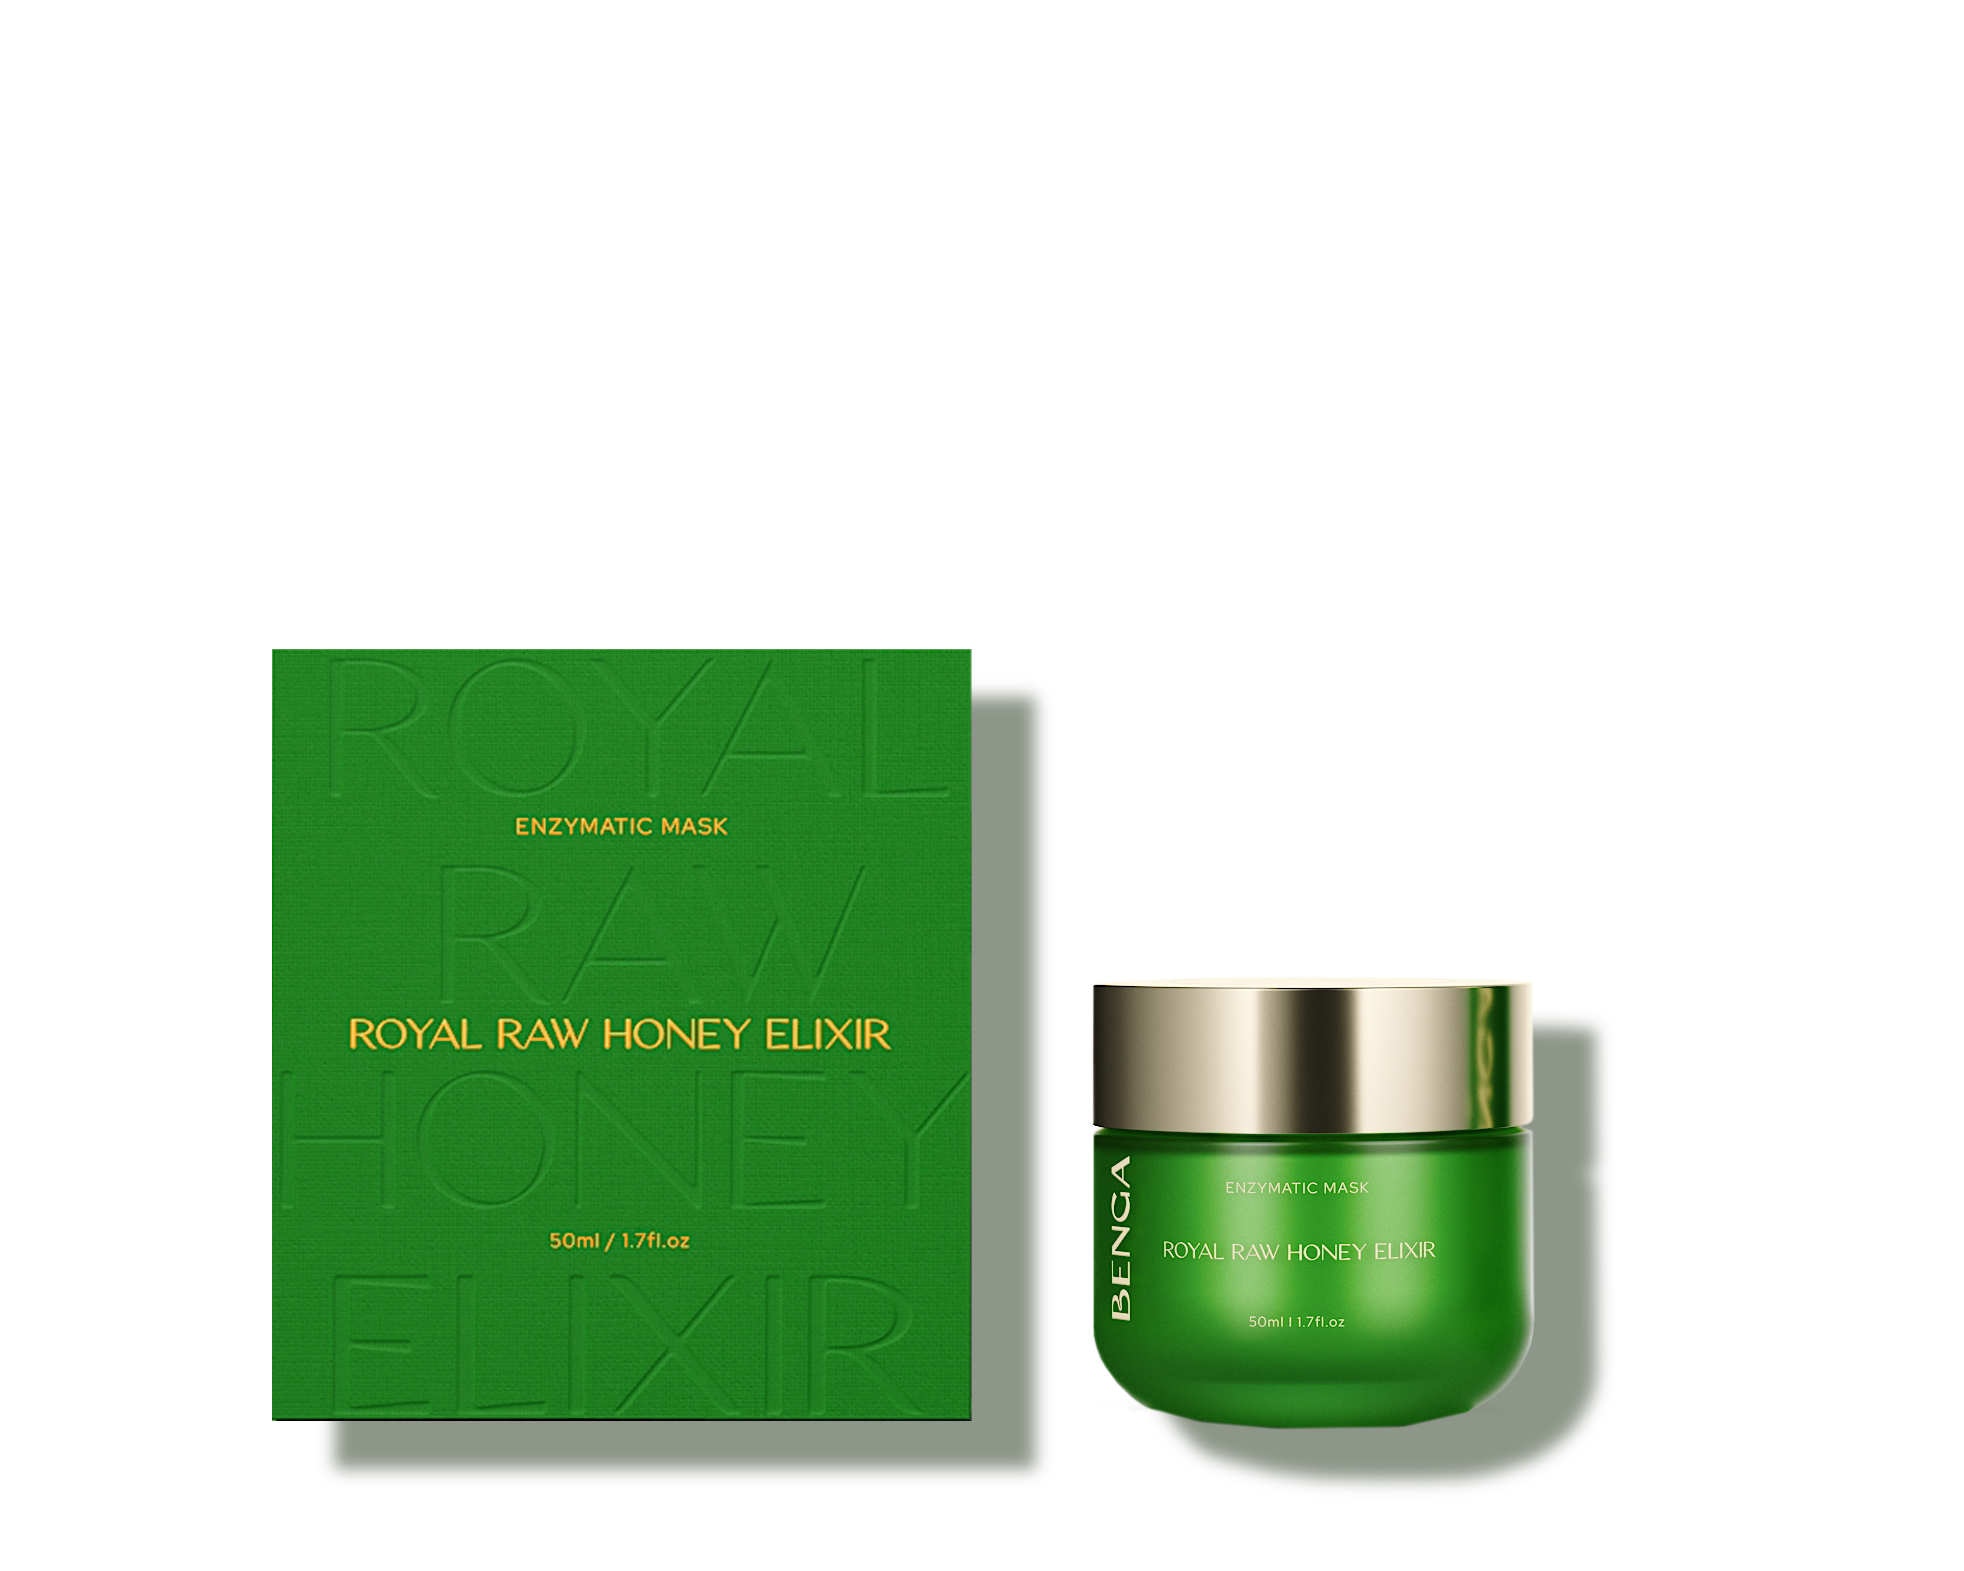 ROYAL
ENZYMATIC MASK
RAW
ROYAL RAW HONEY ELIXIR
HONEY
50ml / 1.7fl.oz
ELIXIR
BENGA
ENZYMATIC MASK
ROYAL RAW HONEY ELIXIR
50ml I 1.7fl.oz